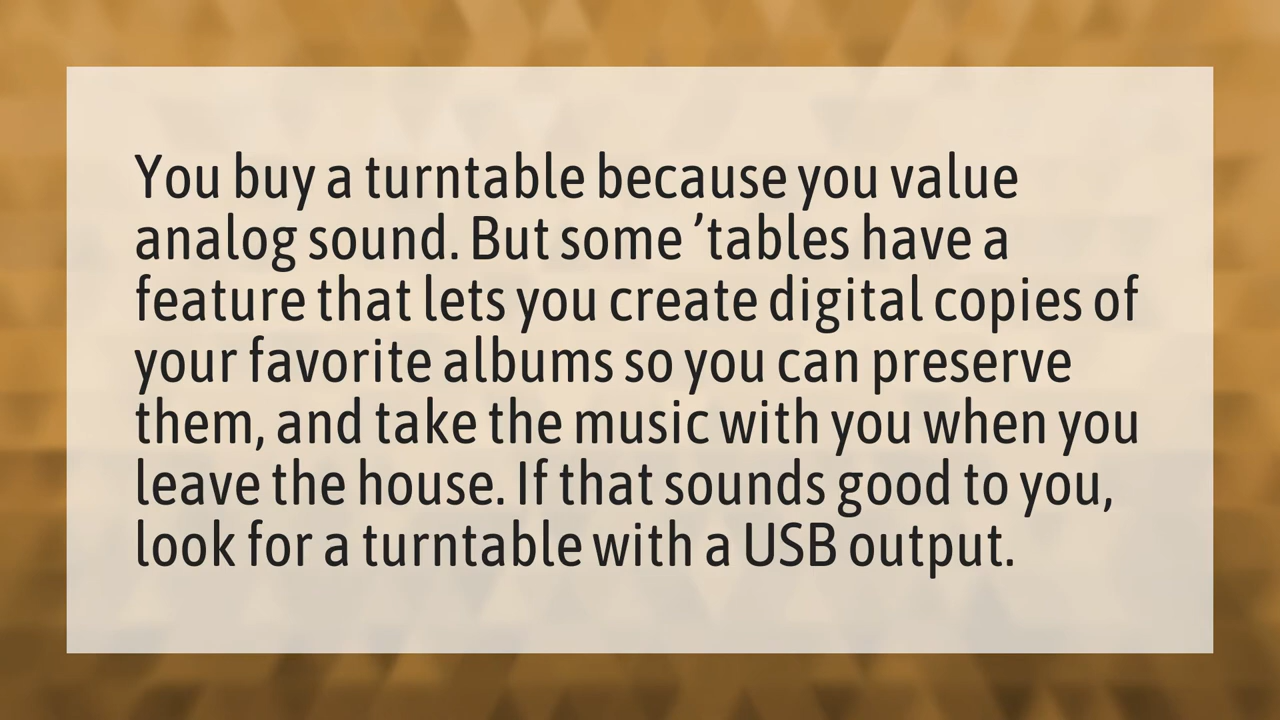 You buy a turntable because you value
analog sound. But some ’tables have a
feature that lets you create digital copies of
your favorite albums so you can preserve
them, and take the music with you when you
leave the house. If that sounds good to you,
look for a turntable with a USB output.